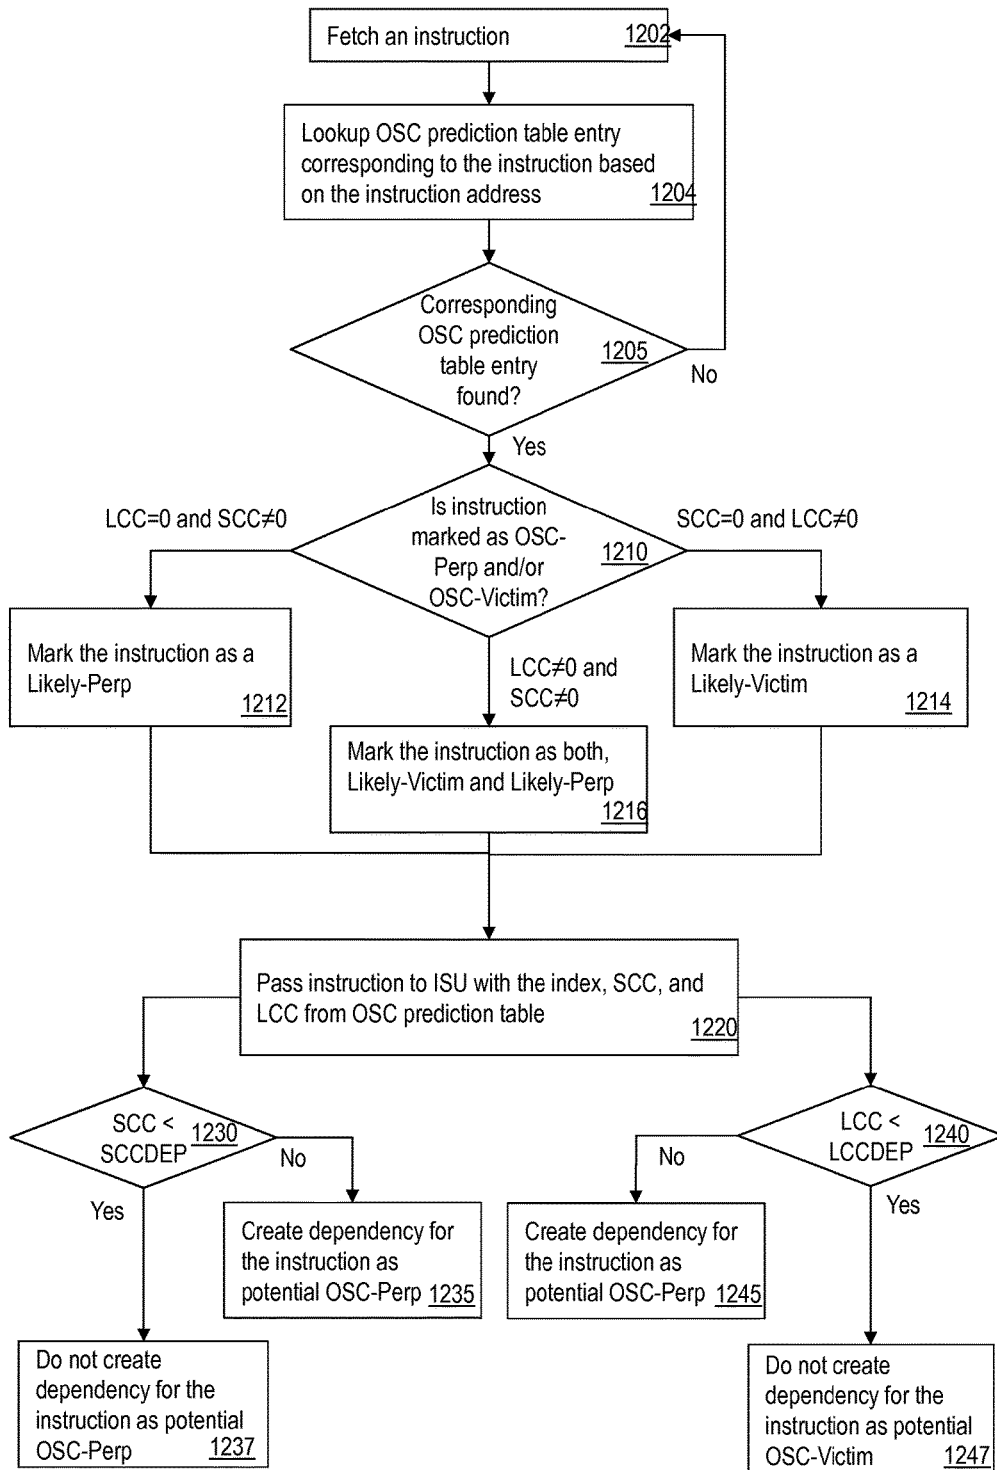 Fetch an instruction 1202
Lookup OSC prediction table entry
corresponding to the instruction based
on the instruction address 1204
Corresponding
OSC prediction
table entry
found?
1205
No
Yes
Is instruction
marked as OSC-
Perp and/or
OSC-Victim?
1210
LCC=0 and SCC≠0
SCC=0 and LCC≠0
LCC≠0 and
SCC≠0
Mark the instruction as a
Likely-Perp
1212
Mark the instruction as a
Likely-Victim
1214
Mark the instruction as both,
Likely-Victim and Likely-Perp
1216
Pass instruction to ISU with the index, SCC, and
LCC from OSC prediction table
1220
SCC <
SCCDEP
1230
No
Yes
LCC <
LCCDEP
1240
No
Yes
Create dependency for
the instruction as
potential OSC-Perp 1235
Create dependency for
the instruction as
potential OSC-Perp 1245
Do not create
dependency for the
instruction as potential
OSC-Perp 1237
Do not create
dependency for the
instruction as potential
OSC-Victim 1247